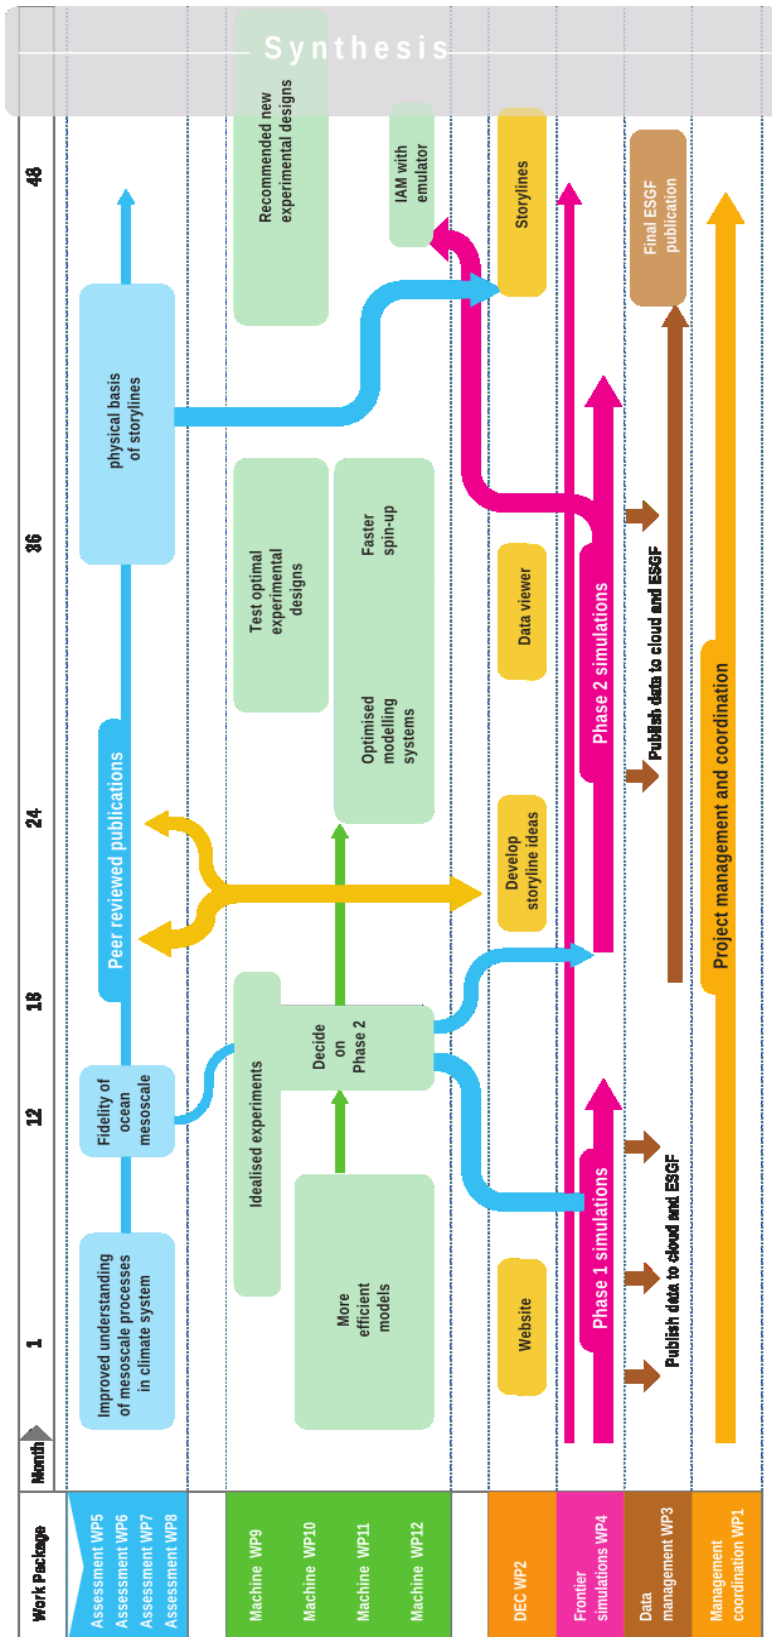 Work Package
Month
1
12
18
24
36
48
Synthesis
Assessment WP5
Assessment WP6
Assessment WP7
Assessment WP8
Improved understanding
of mesoscale processes
in climate system
Fidelity of
ocean
mesoscale
Peer reviewed publications
physical basis
of storylines
Machine WP9
Machine WP10
Machine WP11
Machine WP12
Idealised experiments
More
efficient
models
Decide
on
Phase 2
Test optimal
experimental
designs
Optimised
modelling
systems
Faster
spin-up
Recommended new
experimental designs
IAM with
emulator
DEC WP2
Website
Develop
storyline ideas
Data viewer
Storylines
Frontier
simulations WP4
Phase 1 simulations
Phase 2 simulations
Data
management WP3
Publish data to cloud and ESGF
Publish data to cloud and ESGF
Final ESGF
publication
Management
coordination WP1
Project management and coordination